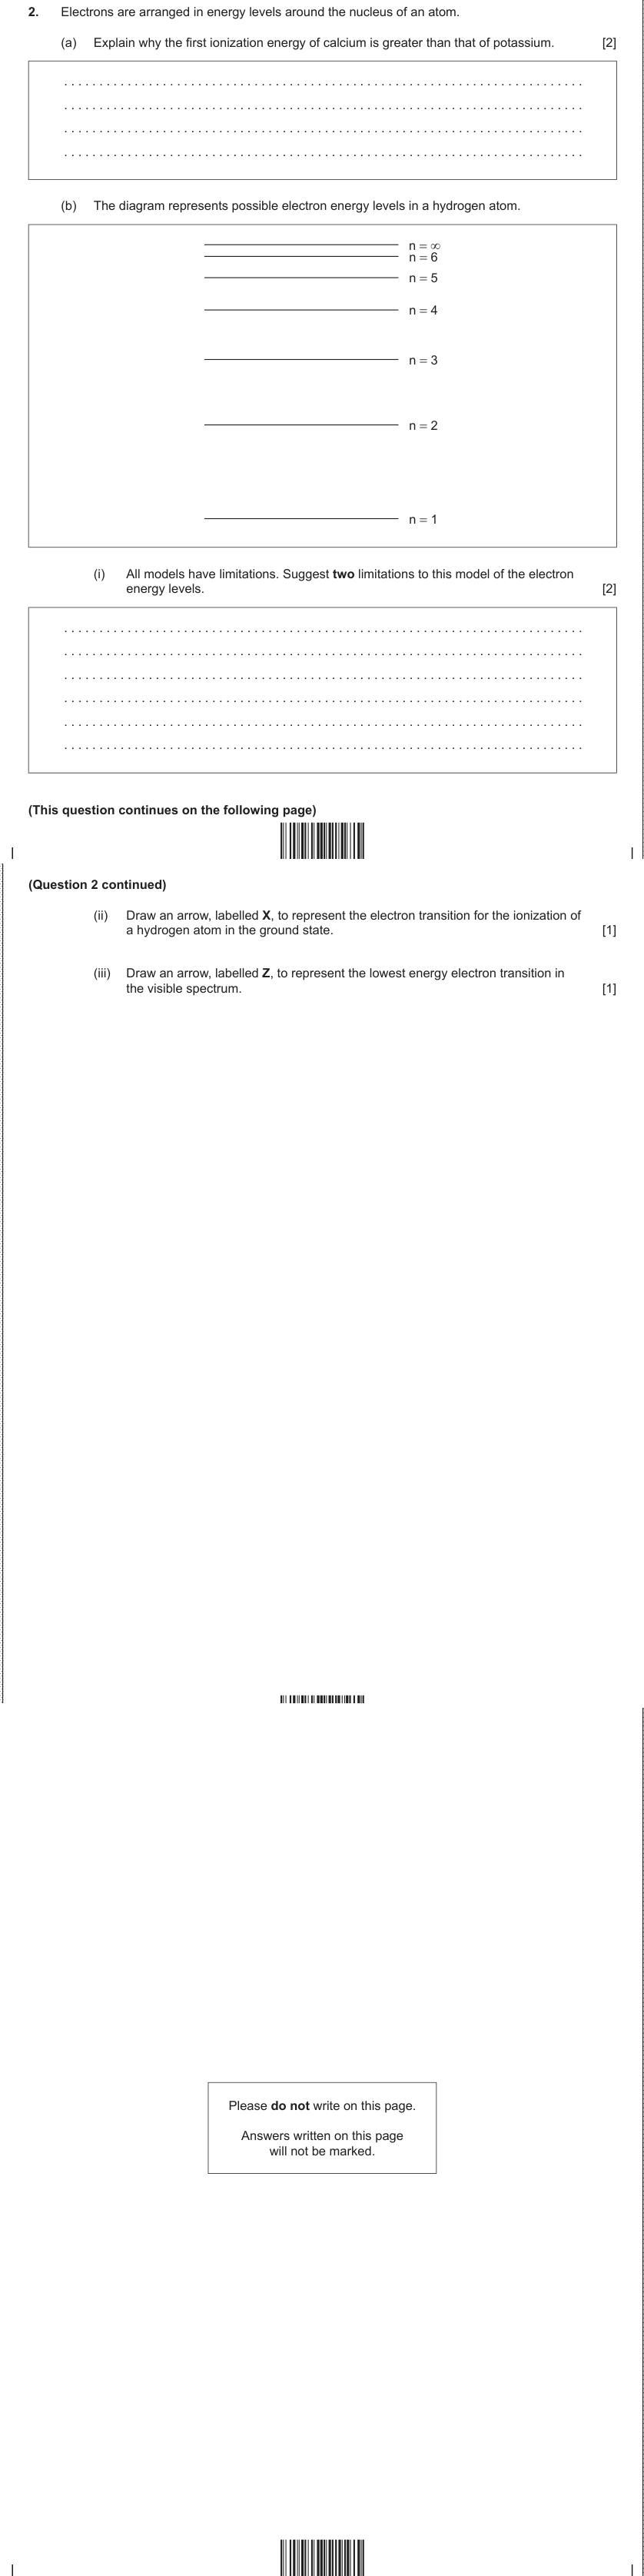 2. Electrons are arranged in energy levels around the nucleus of an atom.
(a) Explain why the first ionization energy of calcium is greater than that of potassium. [2]
(b) The diagram represents possible electron energy levels in a hydrogen atom.
n = ∞
n = 6
n = 5
n = 4
n = 3
n = 2
n = 1
(i) All models have limitations. Suggest two limitations to this model of the electron
energy levels. [2]
(This question continues on the following page)
(Question 2 continued)
(ii) Draw an arrow, labelled X, to represent the electron transition for the ionization of
a hydrogen atom in the ground state. [1]
(iii) Draw an arrow, labelled Z, to represent the lowest energy electron transition in
the visible spectrum. [1]
Please do not write on this page.
Answers written on this page
will not be marked.